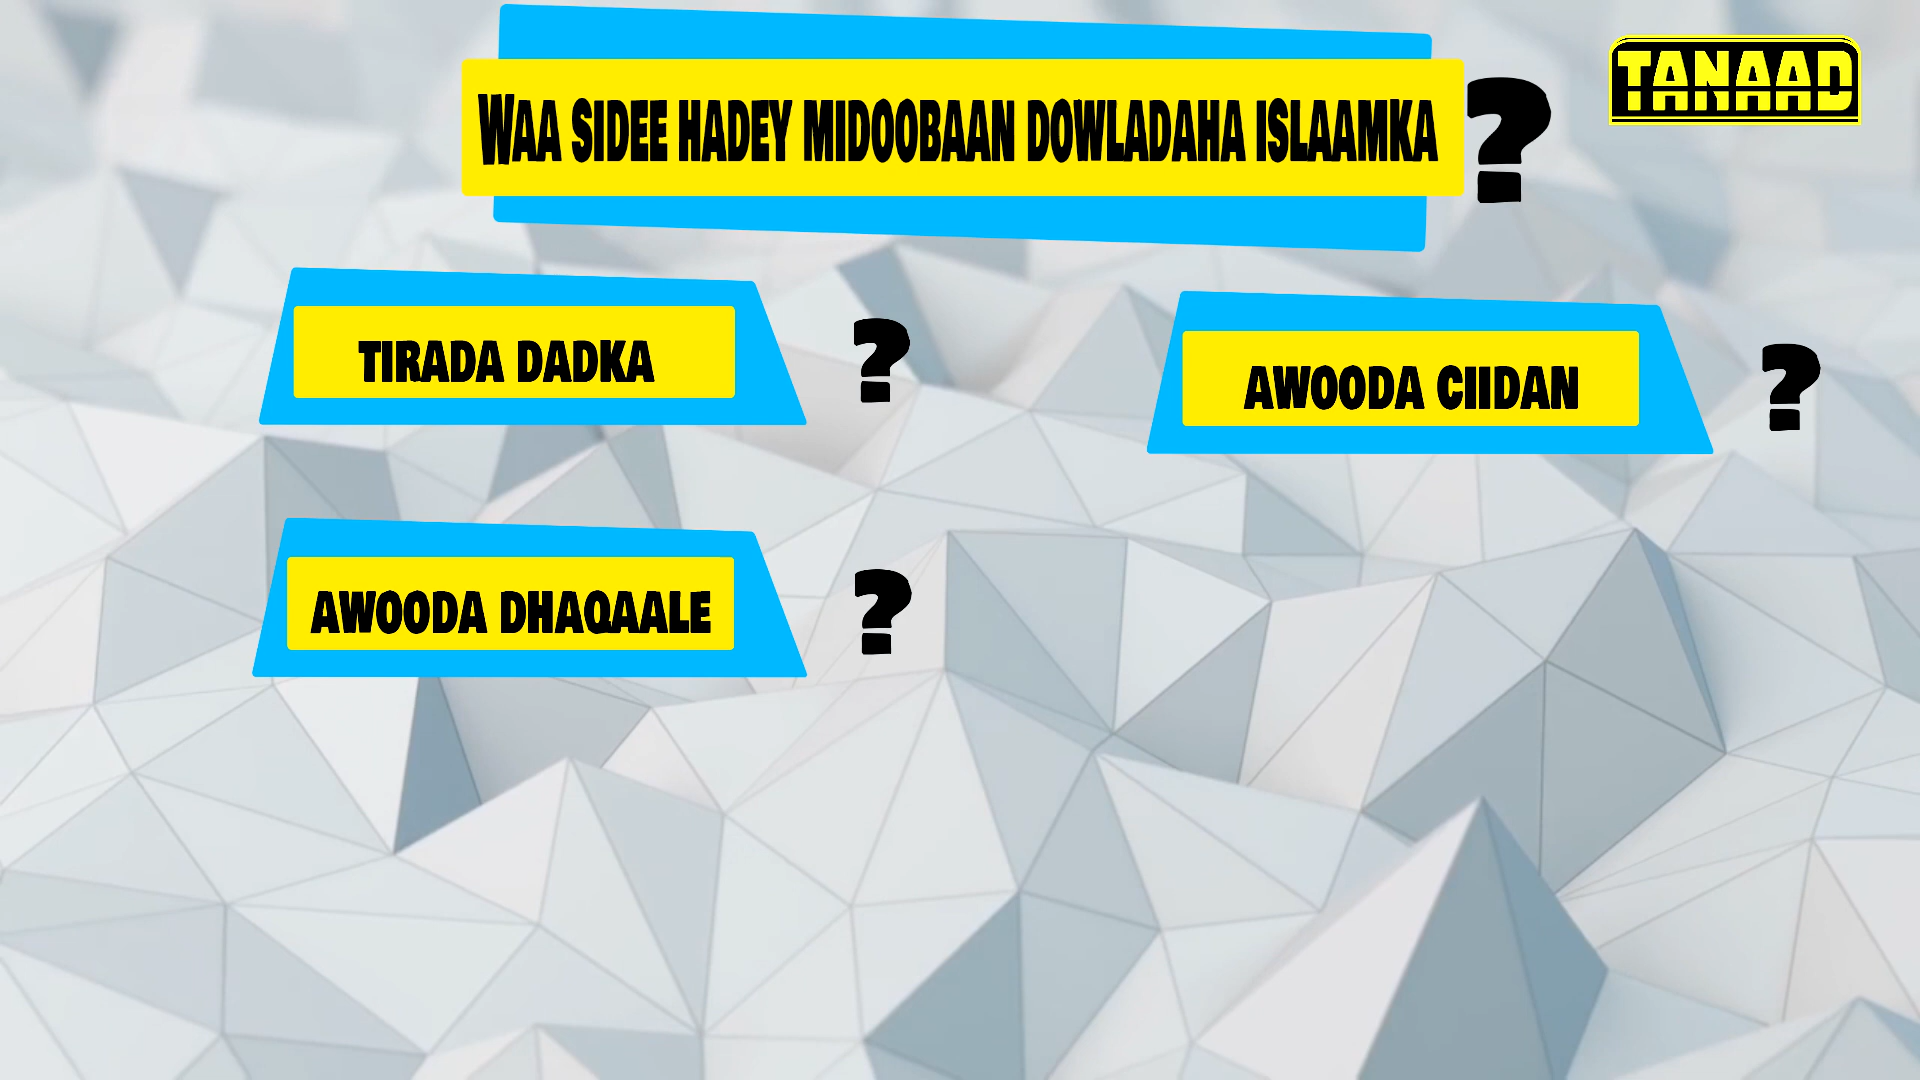 WAA SIDEE HADEY MIDOOBAAN DOWLADAHA ISLAAMKA ?
TANAAD
TIRADA DADKA ?
AWOODA CIIDAN ?
AWOODA DHAQAALE ?